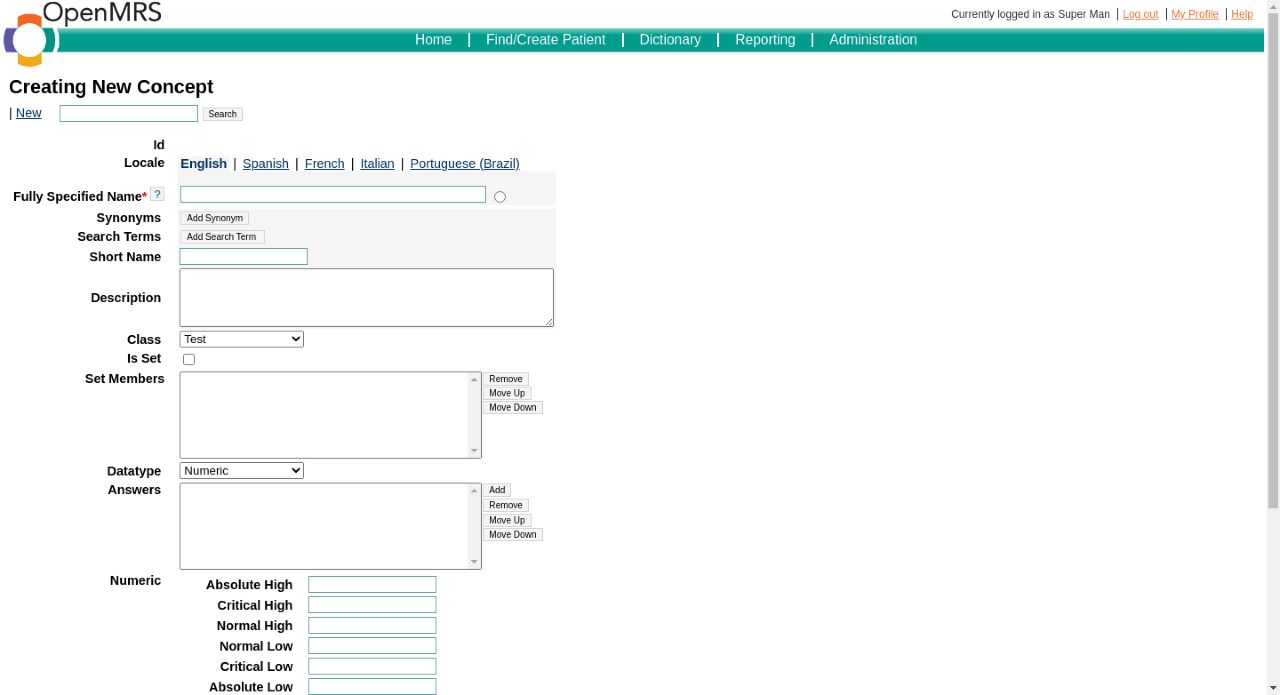 OpenMRS
Currently logged in as Super Man | Log out | My Profile | Help
Home | Find/Create Patient | Dictionary | Reporting | Administration
Creating New Concept
| New Search
Id
Locale English | Spanish | French | Italian | Portuguese (Brazil)
Fully Specified Name* ?
Synonyms Add Synonym
Search Terms Add Search Term
Short Name
Description
Class Test
Is Set
Set Members Remove
Move Up
Move Down
Datatype Numeric
Answers Add
Remove
Move Up
Move Down
Numeric Absolute High
Critical High
Normal High
Normal Low
Critical Low
Absolute Low